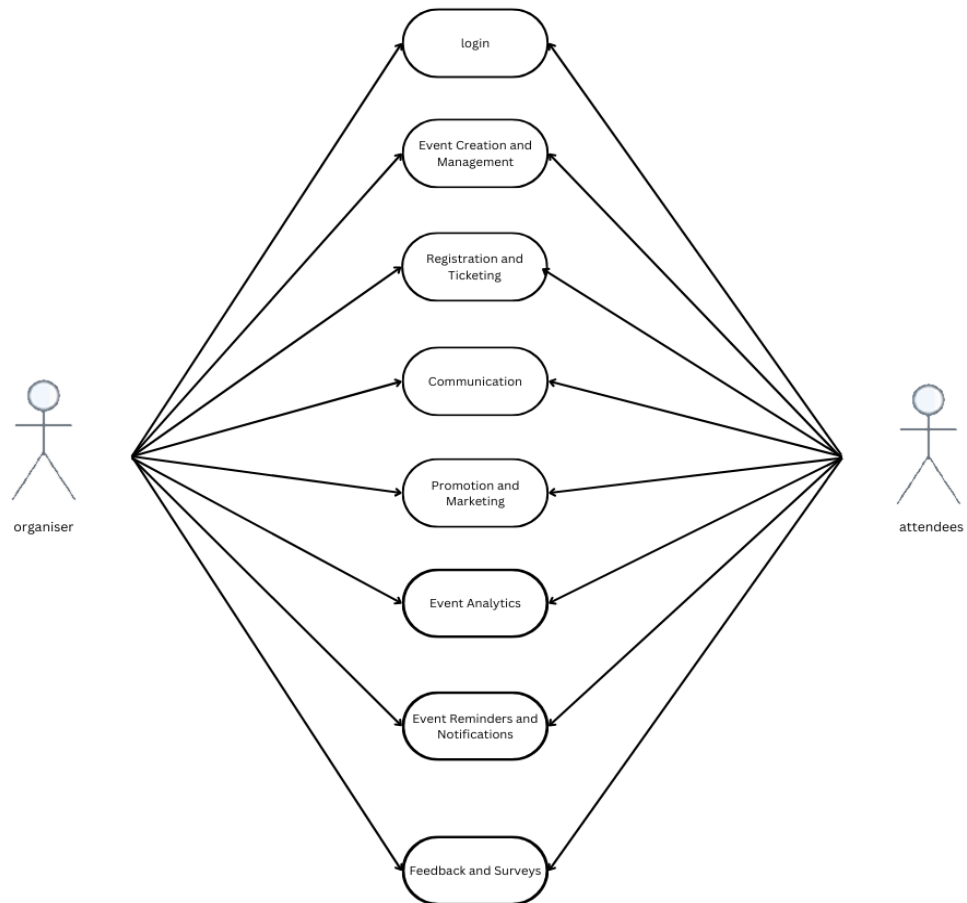 login
Event Creation and
Management
Registration and
Ticketing
Communication
Promotion and
Marketing
organiser
attendees
Event Analytics
Event Reminders and
Notifications
Feedback and Surveys